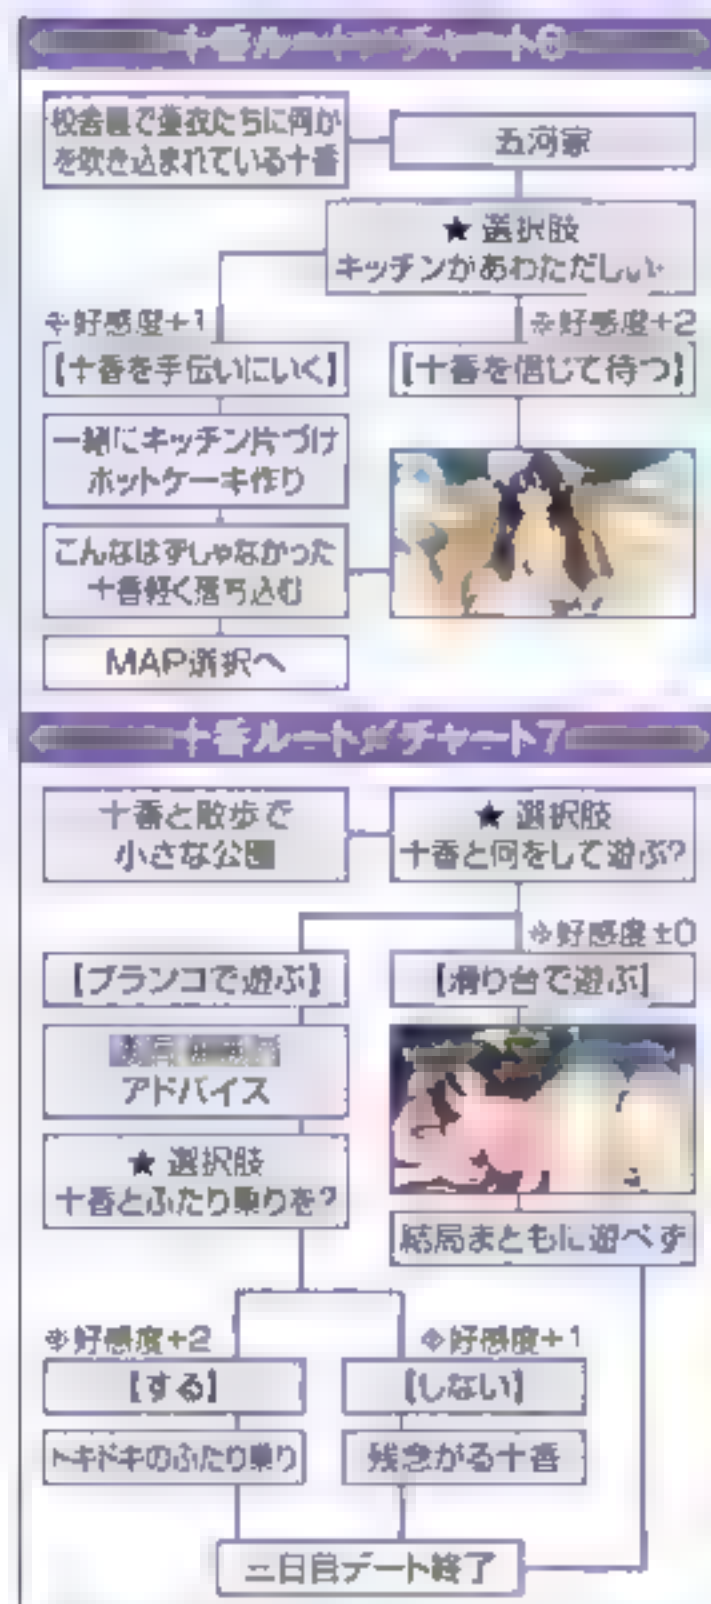 十香ルート//チャート6
校舎裏で亜衣たちに何か
を吹き込まれている十香
五河家
★選択肢
キッチンがあわただしい
※好感度+1
※好感度+2
【十香を手伝いにいく】
【十香を信じて待つ】
一緒にキッチン片づけ
ホットケーキ作り
こんなはずじゃなかった
十香軽く落ち込む
MAP選択へ
十香ルート//チャート7
十香と散歩で
小さな公園
★選択肢
十香と何をして遊ぶ?
※好感度±0
【ブランコで遊ぶ】
【滑り台で遊ぶ】
アドバイス
★選択肢
十香とふたり乗りを?
結局まともに遊べず
※好感度+2
※好感度+1
【する】
【しない】
ドキドキのふたり乗り
残念がる十香
日目デート終了